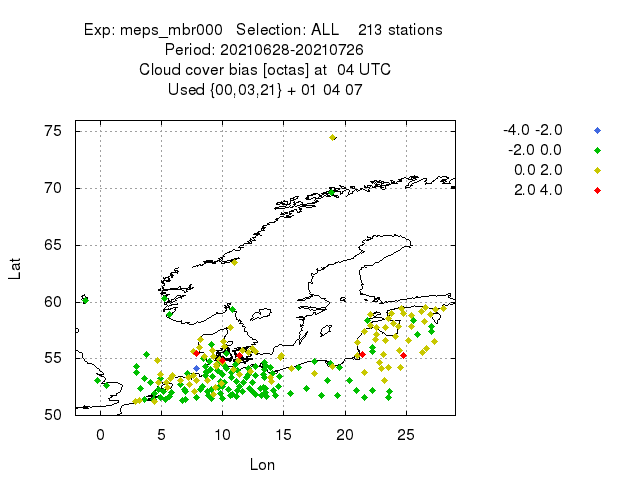 Exp: meps_mbr000   Selection: ALL    213 stations
Period: 20210628-20210726
Cloud cover bias [octas] at  04 UTC
Used {00,03,21} + 01 04 07
-4.0 -2.0
-2.0 0.0
0.0 2.0
2.0 4.0
75
70
65
60
55
50
Lat
0 5 10 15 20 25
Lon